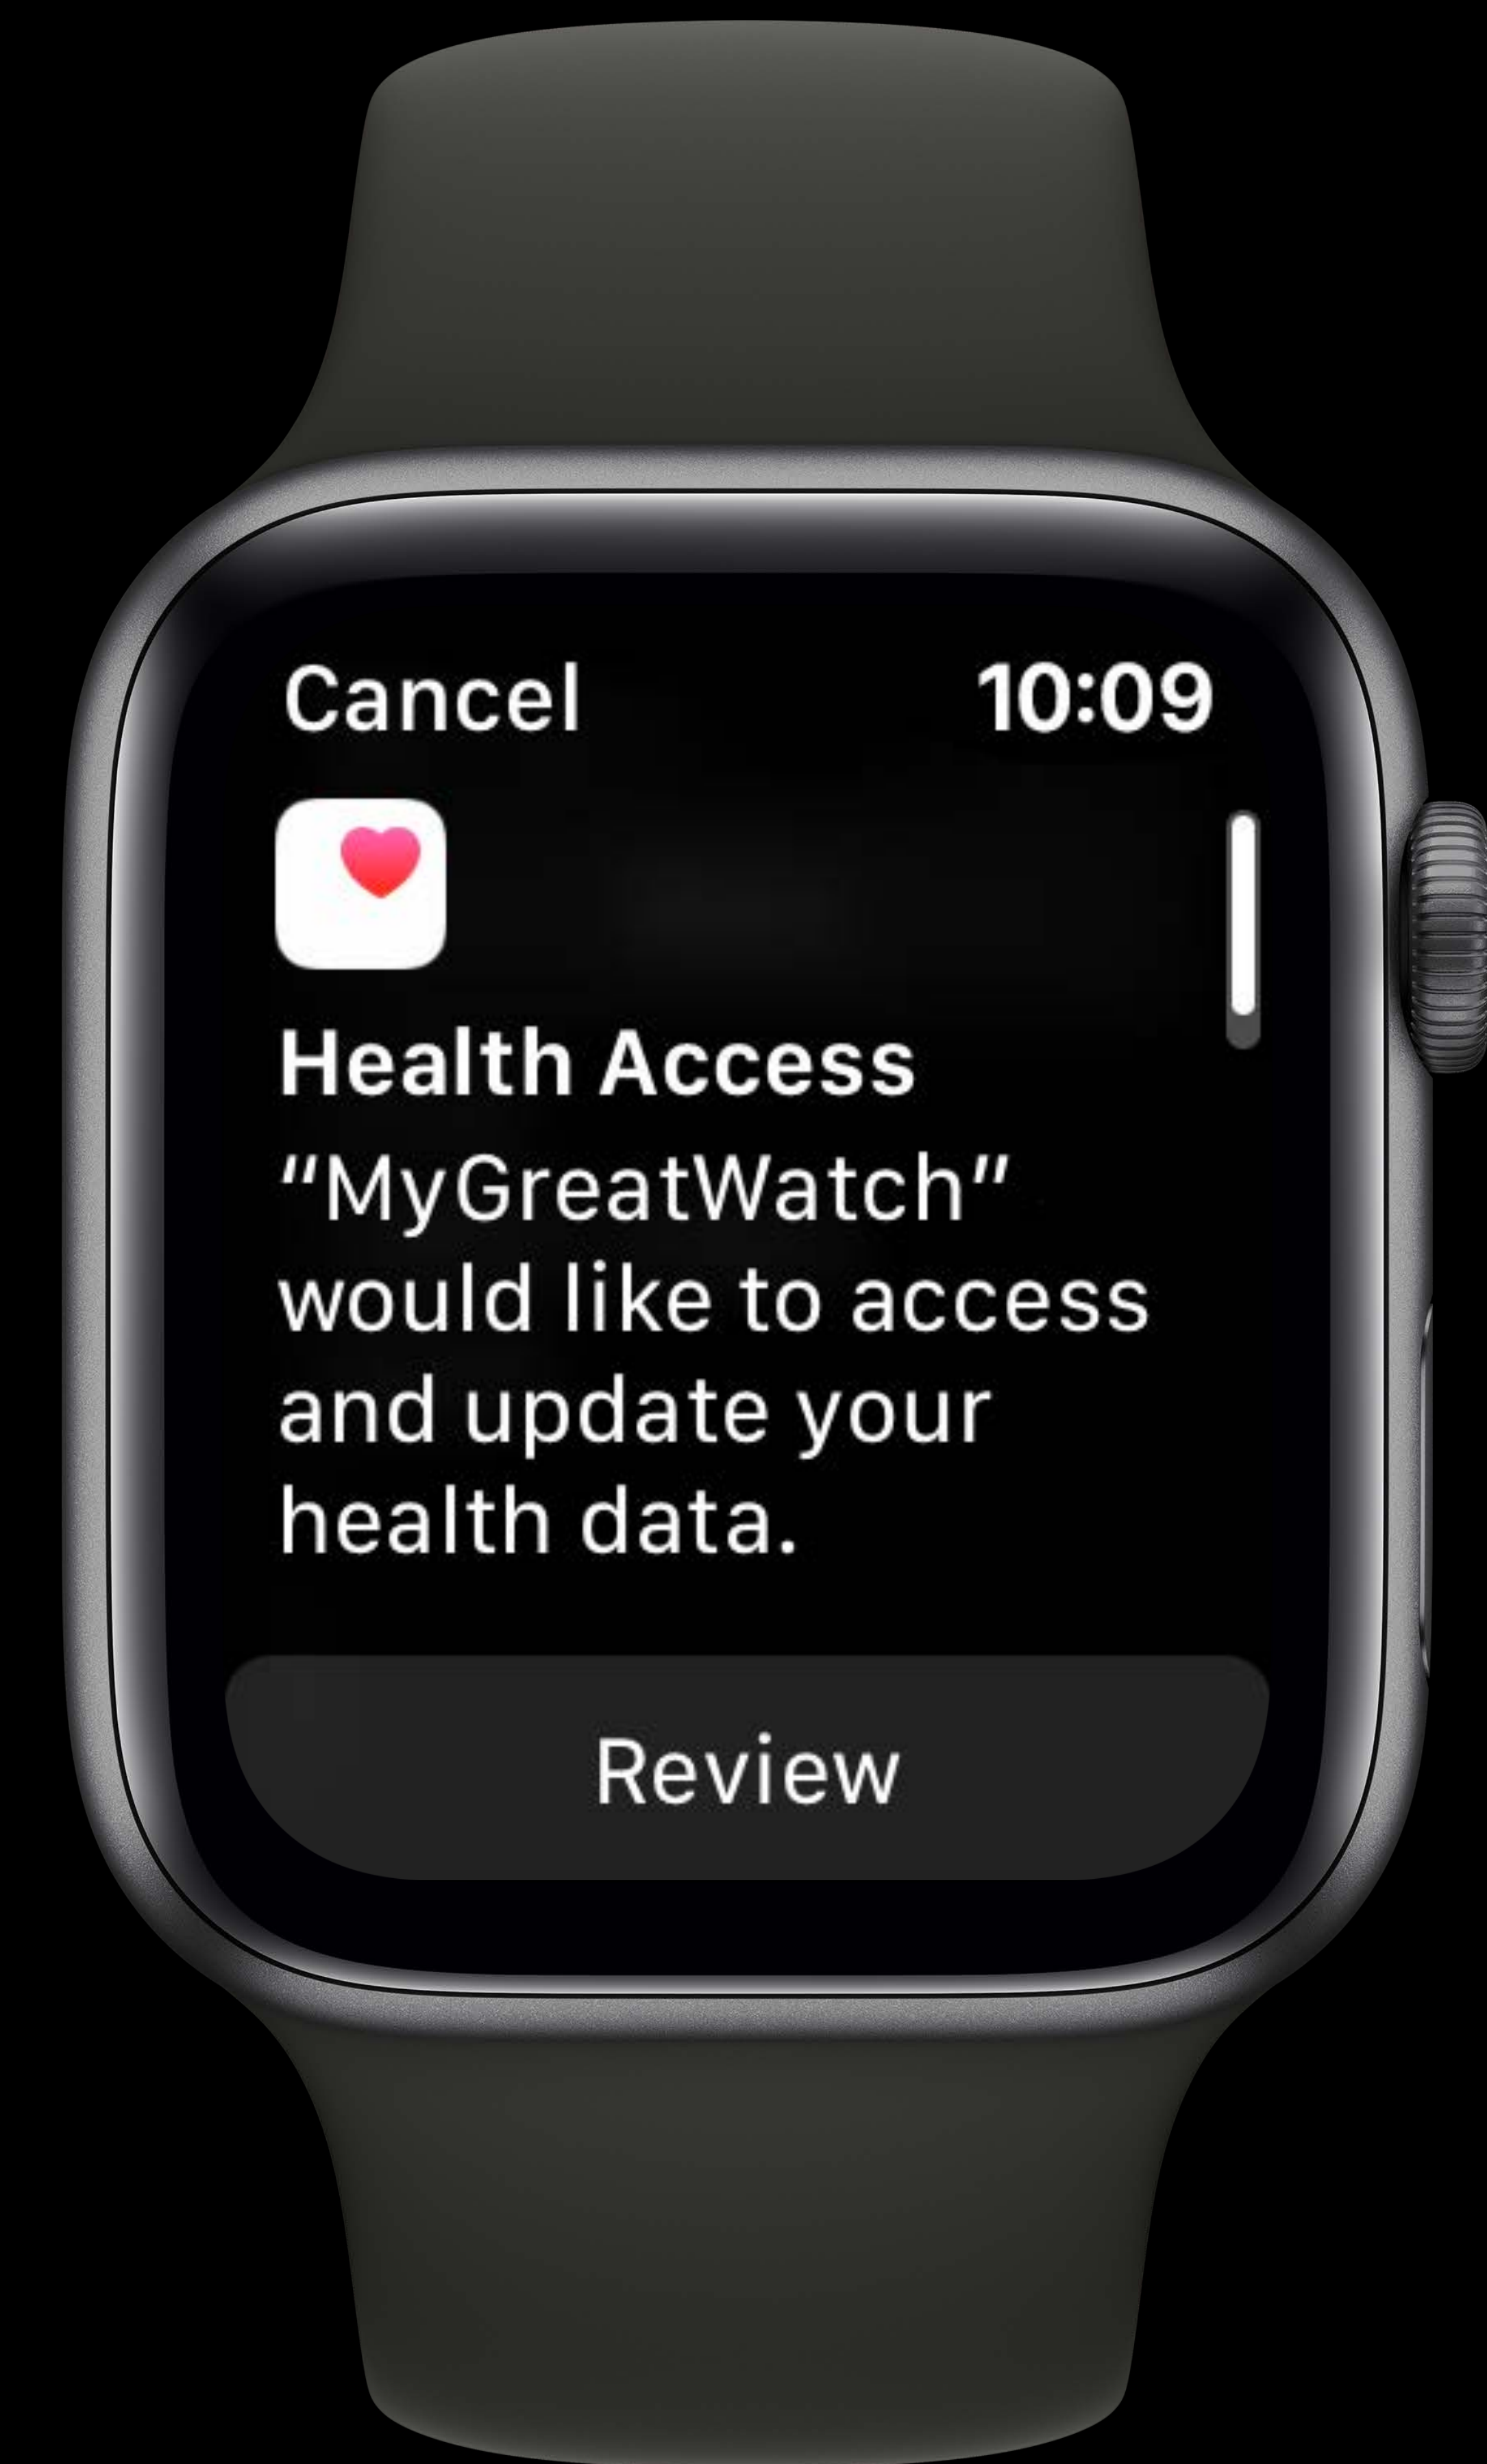 Cancel
10:09
Health Access
“MyGreatWatch”
would like to access
and update your
health data.
Review